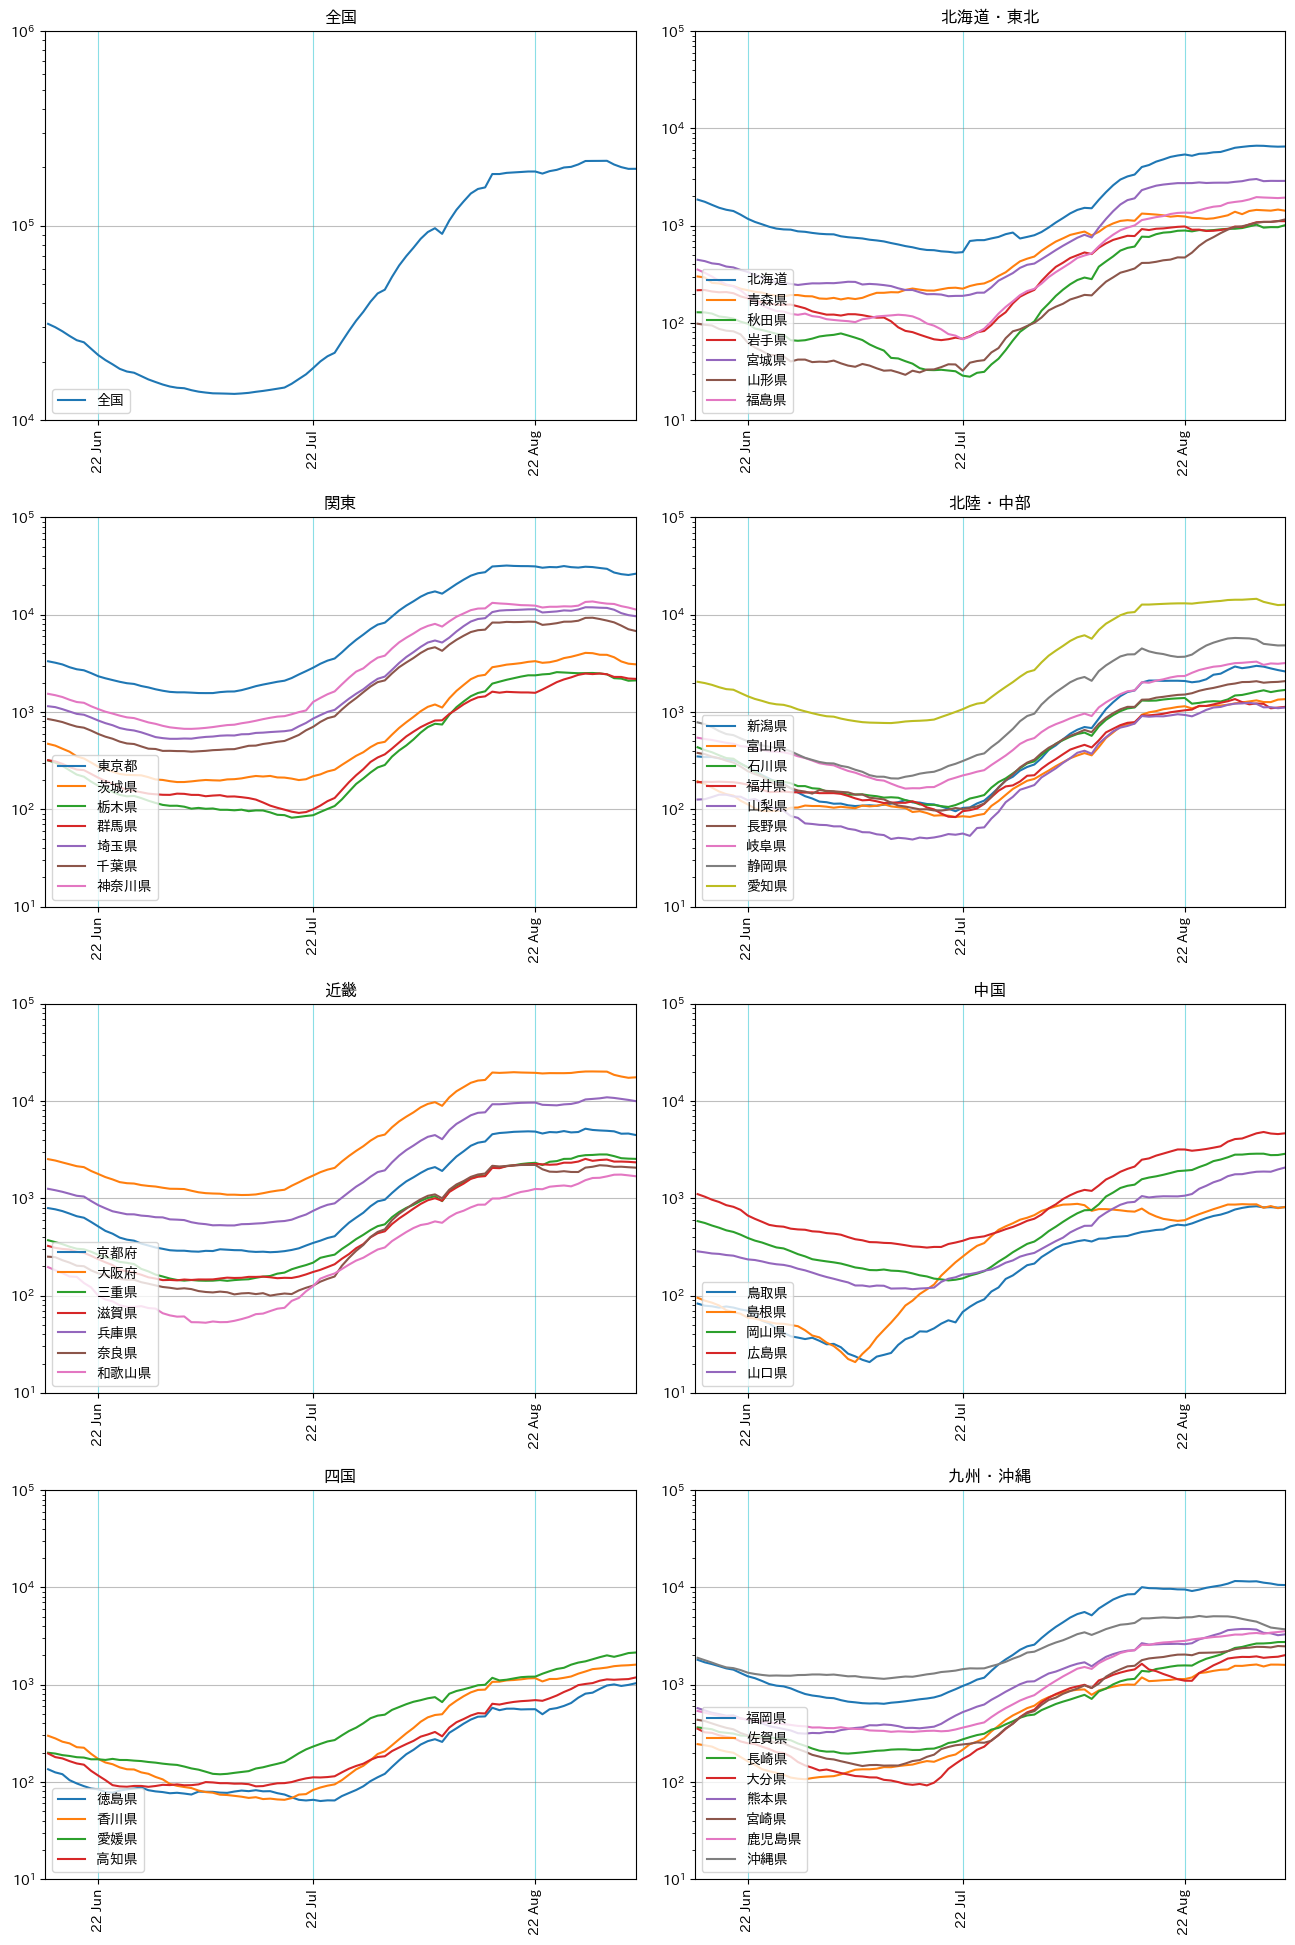 全国
10⁶
10⁵
10⁴
22 Jun
22 Jul
22 Aug
全国
北海道・東北
10⁵
10⁴
10³
10²
10¹
22 Jun
22 Jul
22 Aug
北海道
青森県
秋田県
岩手県
宮城県
山形県
福島県
関東
10⁵
10⁴
10³
10²
10¹
22 Jun
22 Jul
22 Aug
東京都
茨城県
栃木県
群馬県
埼玉県
千葉県
神奈川県
北陸・中部
10⁵
10⁴
10³
10²
10¹
22 Jun
22 Jul
22 Aug
新潟県
富山県
石川県
福井県
山梨県
長野県
岐阜県
静岡県
愛知県
近畿
10⁵
10⁴
10³
10²
10¹
22 Jun
22 Jul
22 Aug
京都府
大阪府
三重県
滋賀県
兵庫県
奈良県
和歌山県
中国
10⁵
10⁴
10³
10²
10¹
22 Jun
22 Jul
22 Aug
鳥取県
島根県
岡山県
広島県
山口県
四国
10⁵
10⁴
10³
10²
10¹
22 Jun
22 Jul
22 Aug
徳島県
香川県
愛媛県
高知県
九州・沖縄
10⁵
10⁴
10³
10²
10¹
22 Jun
22 Jul
22 Aug
福岡県
佐賀県
長崎県
大分県
熊本県
宮崎県
鹿児島県
沖縄県